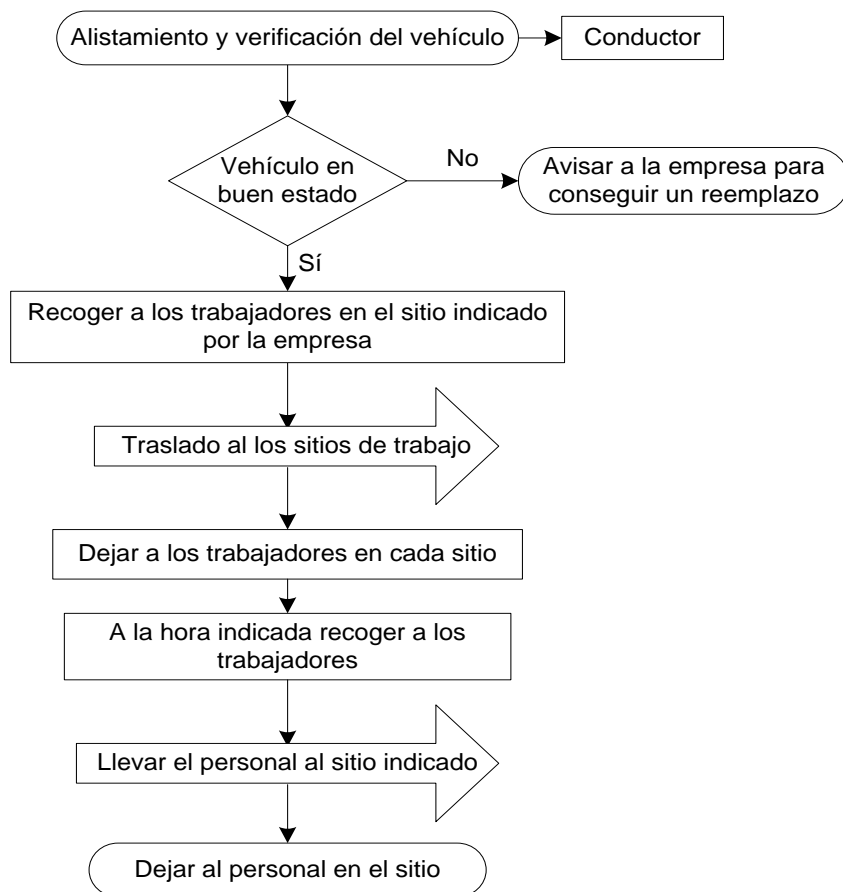 Alistamiento y verificación del vehículo
Conductor
Vehículo en
buen estado
No
Avisar a la empresa para
conseguir un reemplazo
Sí
Recoger a los trabajadores en el sitio indicado
por la empresa
Traslado al los sitios de trabajo
Dejar a los trabajadores en cada sitio
A la hora indicada recoger a los
trabajadores
Llevar el personal al sitio indicado
Dejar al personal en el sitio